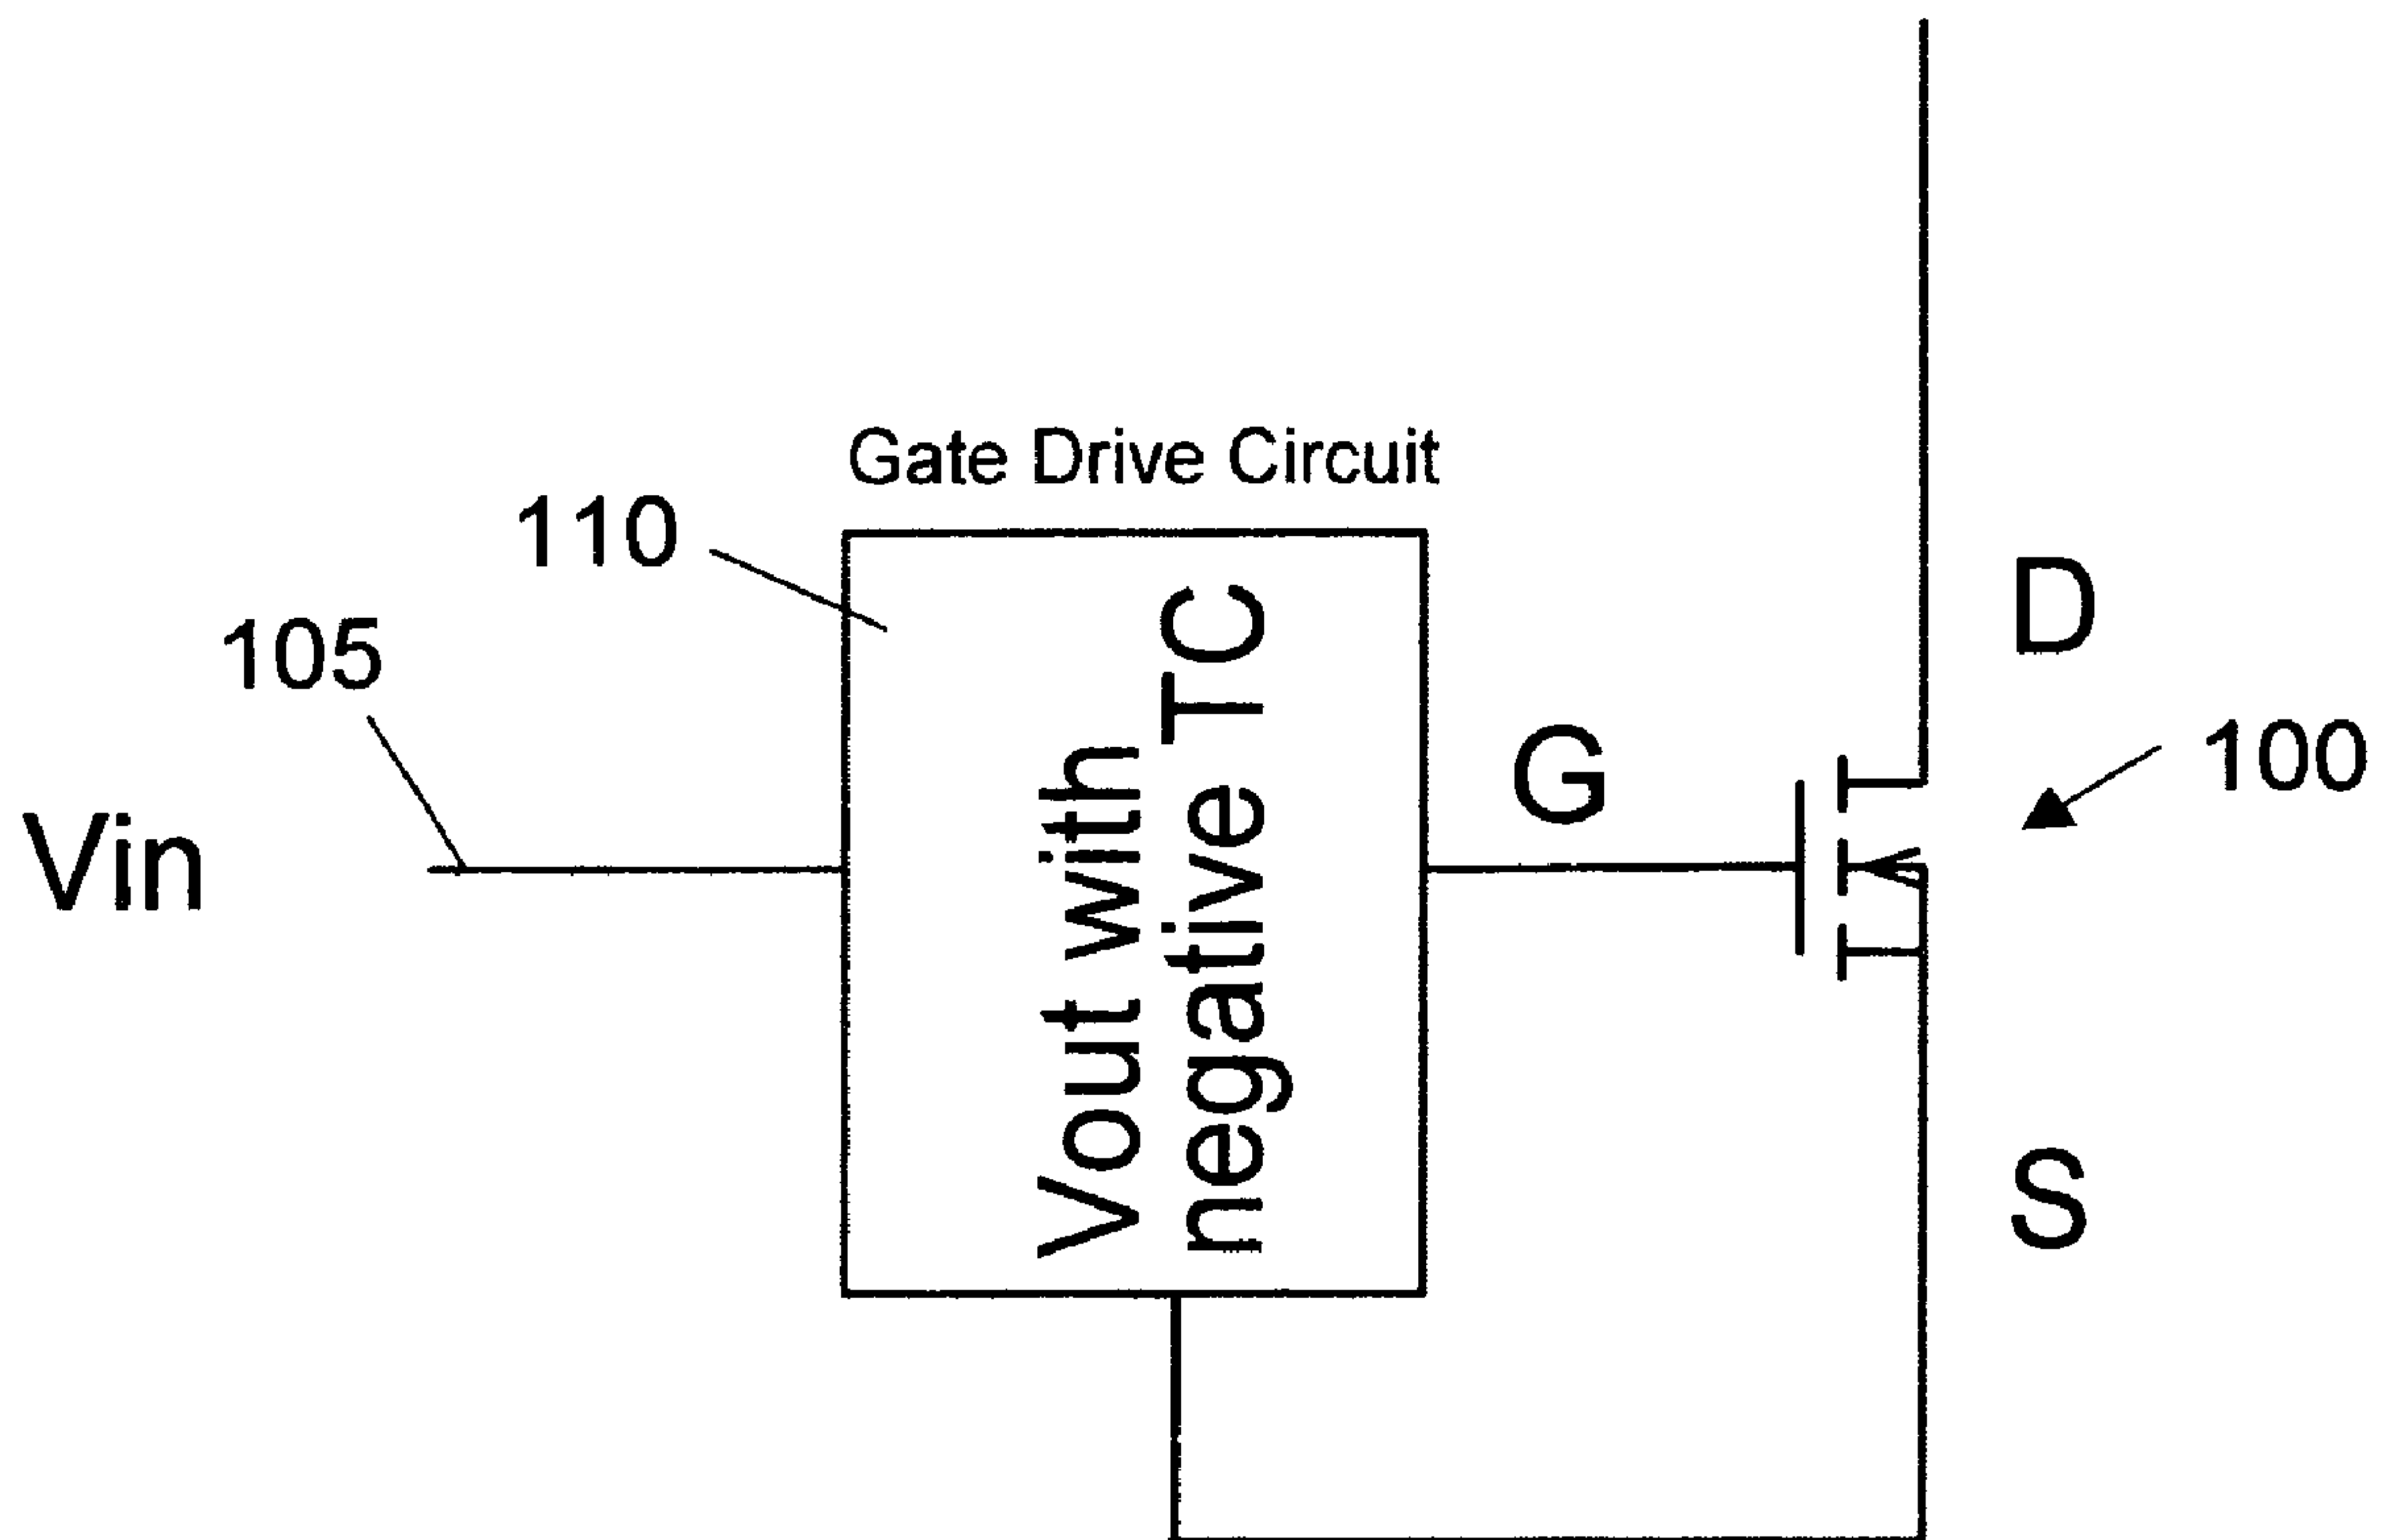 Gate Drive Circuit
110
105
Vin
Vout with
negative TC
G
D
100
S